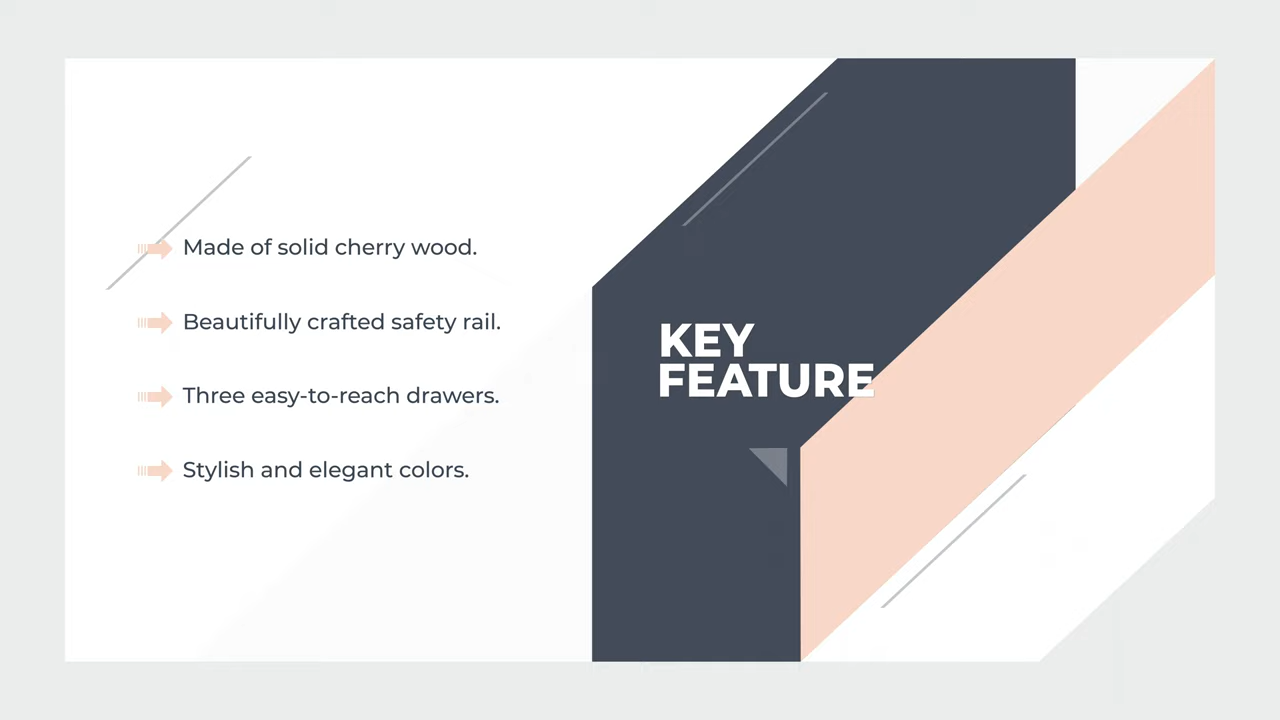 Made of solid cherry wood.
Beautifully crafted safety rail.
Three easy-to-reach drawers.
Stylish and elegant colors.
KEY
FEATURE